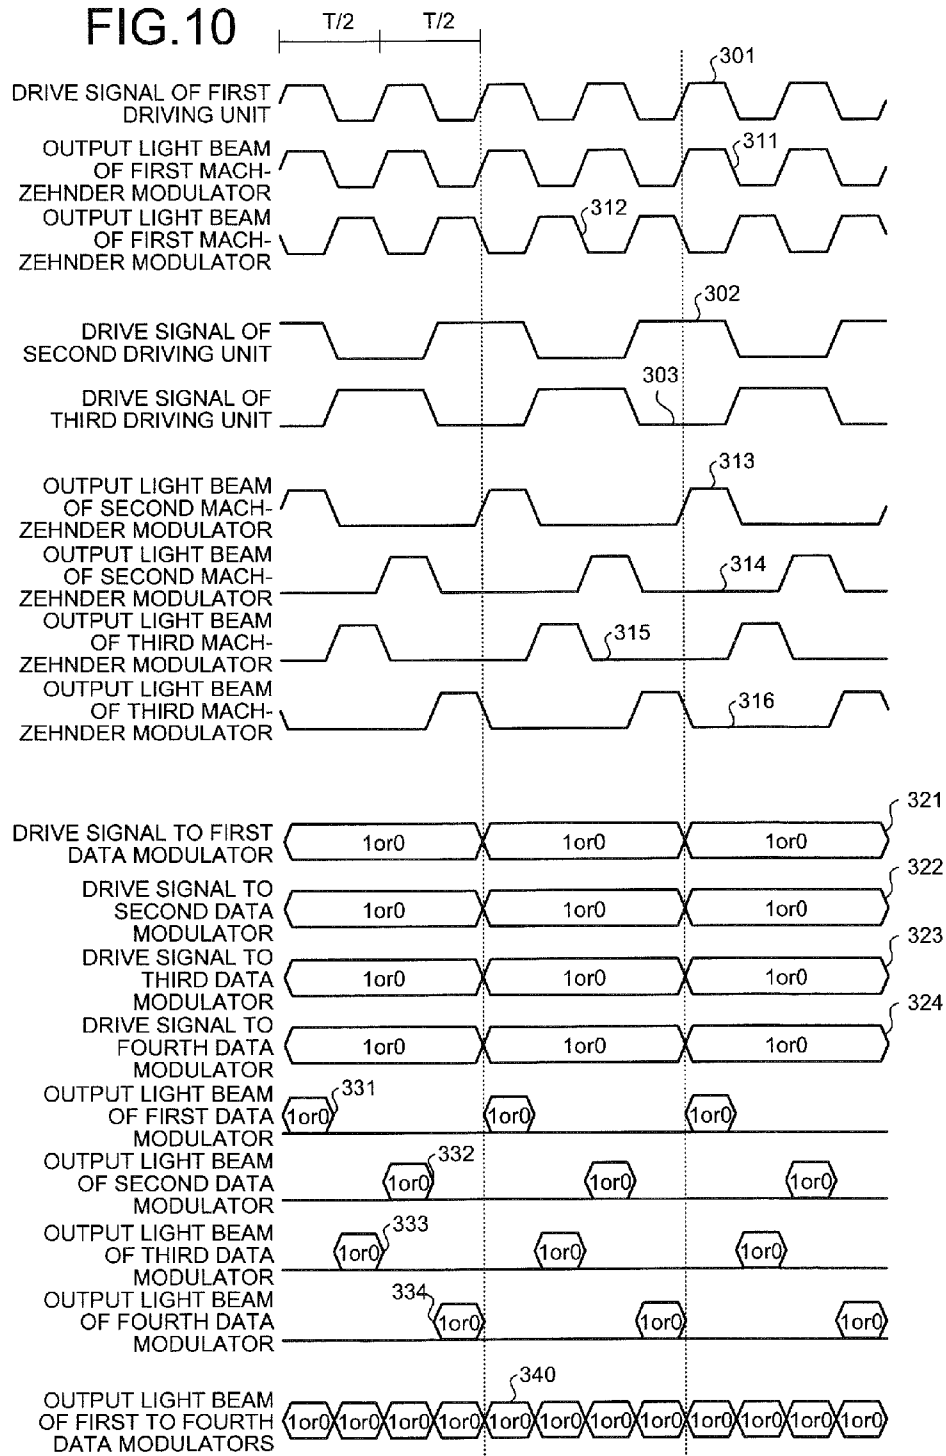 FIG.10
T/2 T/2
301
DRIVE SIGNAL OF FIRST
DRIVING UNIT
OUTPUT LIGHT BEAM
OF FIRST MACH-
ZEHNDER MODULATOR
311
OUTPUT LIGHT BEAM
OF FIRST MACH-
ZEHNDER MODULATOR
312
302
DRIVE SIGNAL OF
SECOND DRIVING UNIT
303
DRIVE SIGNAL OF
THIRD DRIVING UNIT
313
OUTPUT LIGHT BEAM
OF SECOND MACH-
ZEHNDER MODULATOR
OUTPUT LIGHT BEAM
OF SECOND MACH-
ZEHNDER MODULATOR
314
OUTPUT LIGHT BEAM
OF THIRD MACH-
ZEHNDER MODULATOR
315
OUTPUT LIGHT BEAM
OF THIRD MACH-
ZEHNDER MODULATOR
316
321
DRIVE SIGNAL TO FIRST
DATA MODULATOR
1or0 1or0 1or0
322
DRIVE SIGNAL TO
SECOND DATA
MODULATOR
1or0 1or0 1or0
323
DRIVE SIGNAL TO
THIRD DATA
MODULATOR
1or0 1or0 1or0
324
DRIVE SIGNAL TO
FOURTH DATA
MODULATOR
1or0 1or0 1or0
OUTPUT LIGHT BEAM
OF FIRST DATA
MODULATOR
331
1or0 1or0 1or0
OUTPUT LIGHT BEAM
OF SECOND DATA
MODULATOR
332
1or0 1or0 1or0
OUTPUT LIGHT BEAM
OF THIRD DATA
MODULATOR
333
1or0 1or0 1or0
OUTPUT LIGHT BEAM
OF FOURTH DATA
MODULATOR
334
1or0 1or0 1or0
340
OUTPUT LIGHT BEAM
OF FIRST TO FOURTH
DATA MODULATORS
1or0 1or0 1or0 1or0 1or0 1or0 1or0 1or0 1or0 1or0 1or0 1or0